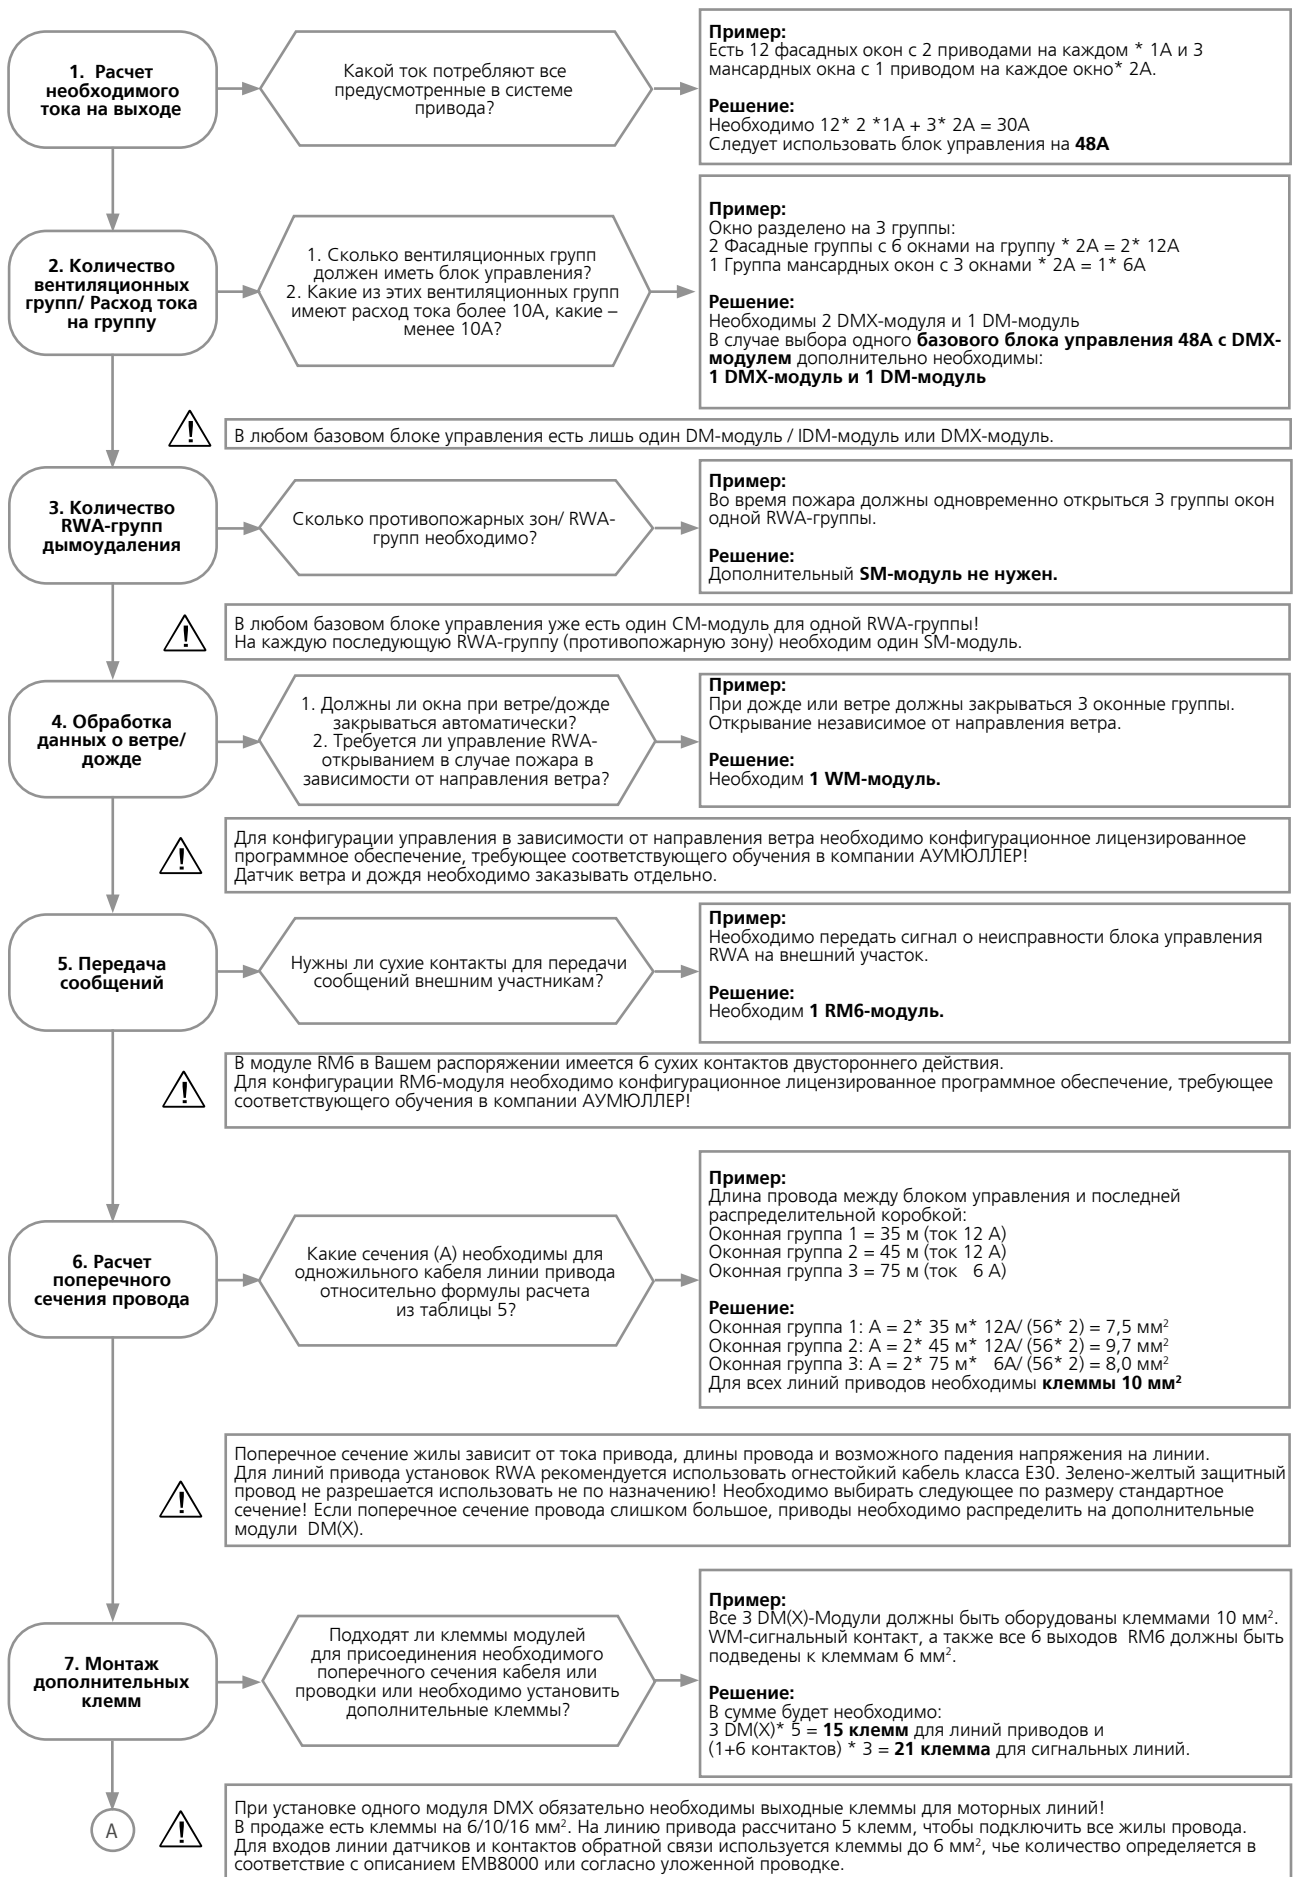 1. Расчет
необходимого
тока на выходе
Какой ток потребляют все
предусмотренные в системе
привода?
Пример:
Есть 12 фасадных окон с 2 приводами на каждом * 1А и 3
мансардных окна с 1 приводом на каждое окно* 2А.
Решение:
Необходимо 12* 2 *1А + 3* 2А = 30А
Следует использовать блок управления на 48А
2. Количество
вентиляционных
групп/ Расход тока
на группу
1. Сколько вентиляционных групп
должен иметь блок управления?
2. Какие из этих вентиляционных групп
имеют расход тока более 10А, какие –
менее 10А?
Пример:
Окно разделено на 3 группы:
2 Фасадные группы с 6 окнами на группу * 2А = 2* 12А
1 Группа мансардных окон с 3 окнами * 2А = 1* 6А
Решение:
Необходимы 2 DMX-модуля и 1 DM-модуль
В случае выбора одного базового блока управления 48А с DMX-
модулем дополнительно необходимы:
1 DMX-модуль и 1 DM-модуль
В любом базовом блоке управления есть лишь один DM-модуль / IDM-модуль или DMX-модуль.
3. Количество
RWA-групп
дымоудаления
Сколько противопожарных зон/ RWA-
групп необходимо?
Пример:
Во время пожара должны одновременно открыться 3 группы окон
одной RWA-группы.
Решение:
Дополнительный SM-модуль не нужен.
В любом базовом блоке управления уже есть один CM-модуль для одной RWA-группы!
На каждую последующую RWA-группу (противопожарную зону) необходим один SM-модуль.
4. Обработка
данных о ветре/
дожде
1. Должны ли окна при ветре/дожде
закрываться автоматически?
2. Требуется ли управление RWA-
открыванием в случае пожара в
зависимости от направления ветра?
Пример:
При дожде или ветре должны закрываться 3 оконные группы.
Открывание независимое от направления ветра.
Решение:
Необходим 1 WM-модуль.
Для конфигурации управления в зависимости от направления ветра необходимо конфигурационное лицензированное
программное обеспечение, требующее соответствующего обучения в компании АУМЮЛЛЕР!
Датчик ветра и дождя необходимо заказывать отдельно.
5. Передача
сообщений
Нужны ли сухие контакты для передачи
сообщений внешним участникам?
Пример:
Необходимо передать сигнал о неисправности блока управления
RWA на внешний участок.
Решение:
Необходим 1 RM6-модуль.
В модуле RM6 в Вашем распоряжении имеется 6 сухих контактов двустороннего действия.
Для конфигурации RM6-модуля необходимо конфигурационное лицензированное программное обеспечение, требующее
соответствующего обучения в компании АУМЮЛЛЕР!
6. Расчет
поперечного
сечения провода
Какие сечения (А) необходимы для
одножильного кабеля линии привода
относительно формулы расчета
из таблицы 5?
Пример:
Длина провода между блоком управления и последней
распределительной коробкой:
Оконная группа 1 = 35 м (ток 12 А)
Оконная группа 2 = 45 м (ток 12 А)
Оконная группа 3 = 75 м (ток 6 А)
Решение:
Оконная группа 1: А = 2* 35 м* 12А/ (56* 2) = 7,5 мм²
Оконная группа 2: А = 2* 45 м* 12А/ (56* 2) = 9,7 мм²
Оконная группа 3: А = 2* 75 м* 6А/ (56* 2) = 8,0 мм²
Для всех линий приводов необходимы клеммы 10 мм²
Поперечное сечение жилы зависит от тока привода, длины провода и возможного падения напряжения на линии.
Для линий привода установок RWA рекомендуется использовать огнестойкий кабель класса Е30. Зелено-желтый защитный
провод не разрешается использовать не по назначению! Необходимо выбирать следующее по размеру стандартное
сечение! Если поперечное сечение провода слишком большое, приводы необходимо распределить на дополнительные
модули DM(X).
7. Монтаж
дополнительных
клемм
Подходят ли клеммы модулей
для присоединения необходимого
поперечного сечения кабеля или
проводки или необходимо установить
дополнительные клеммы?
Пример:
Все 3 DM(X)-Модули должны быть оборудованы клеммами 10 мм².
WM-сигнальный контакт, а также все 6 выходов RM6 должны быть
подведены к клеммам 6 мм².
Решение:
В сумме будет необходимо:
3 DM(X)* 5 = 15 клемм для линий приводов и
(1+6 контактов) * 3 = 21 клемма для сигнальных линий.
А
При установке одного модуля DMX обязательно необходимы выходные клеммы для моторных линий!
В продаже есть клеммы на 6/10/16 мм². На линию привода рассчитано 5 клемм, чтобы подключить все жилы провода.
Для входов линии датчиков и контактов обратной связи используется клеммы до 6 мм², чье количество определяется в
соответствие с описанием EMB8000 или согласно уложенной проводке.